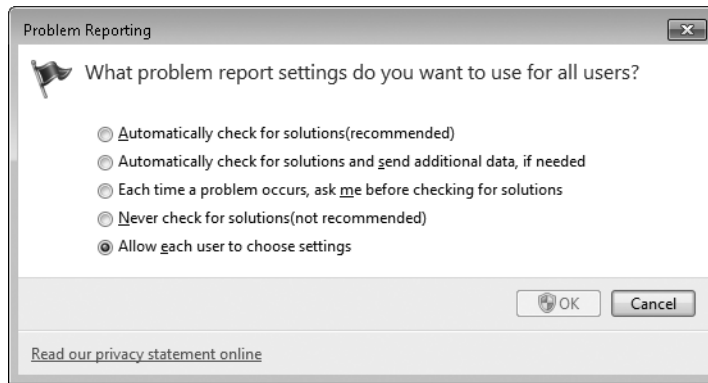 Problem Reporting
What problem report settings do you want to use for all users?
Automatically check for solutions(recommended)
Automatically check for solutions and send additional data, if needed
Each time a problem occurs, ask me before checking for solutions
Never check for solutions(not recommended)
Allow each user to choose settings
OK Cancel
Read our privacy statement online